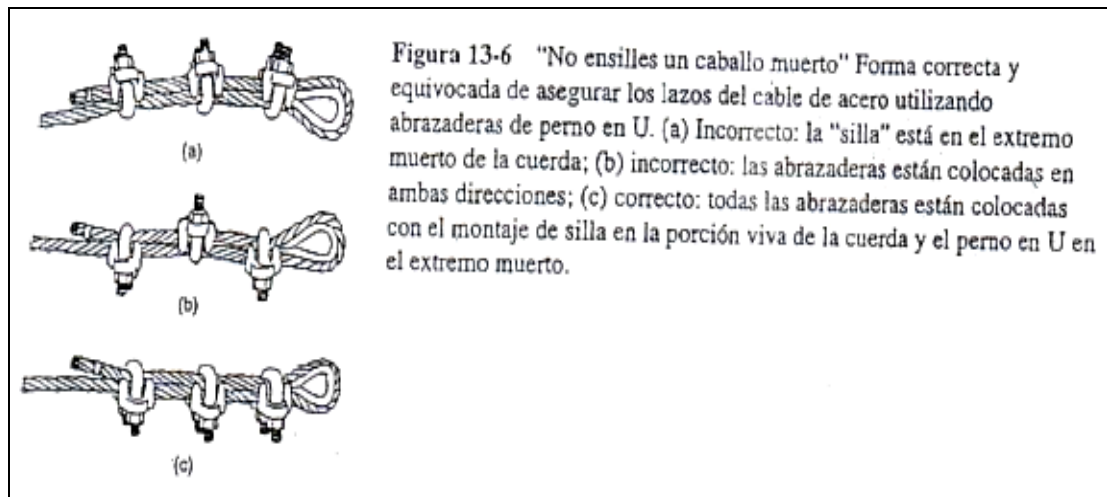 Figura 13-6 "No ensilles un caballo muerto" Forma correcta y
equivocada de asegurar los lazos del cable de acero utilizando
abrazaderas de perno en U. (a) Incorrecto: la "silla" está en el extremo
muerto de la cuerda; (b) incorrecto: las abrazaderas están colocadas en
ambas direcciones; (c) correcto: todas las abrazaderas están colocadas
con el montaje de silla en la porción viva de la cuerda y el perno en U en
el extremo muerto.
(a)
(b)
(c)